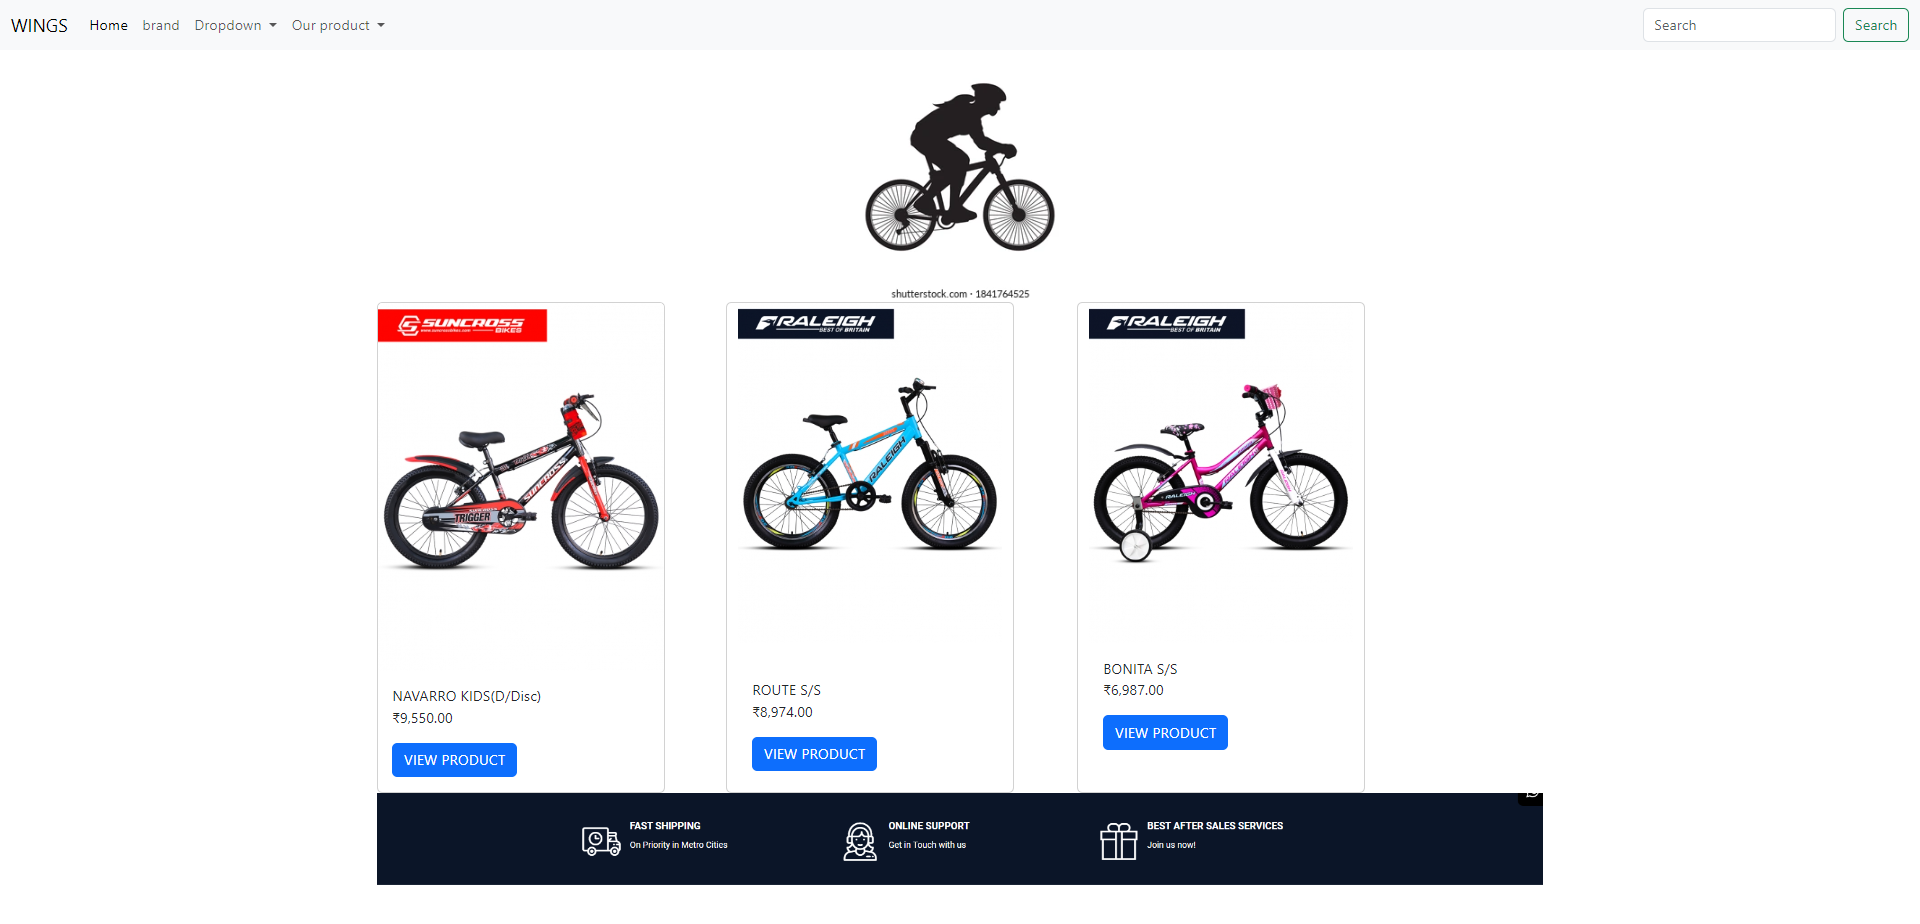 WINGS
Home
brand
Dropdown
Our product
Search
Search
shutterstock.com · 1841764525
SUNCROSS
BIKES
RALEIGH
BEST OF BRITAIN
RALEIGH
BEST OF BRITAIN
SUNCROSS
SUNCROSS
TRIGGER
RALEIGH
RALEIGH
NAVARRO KIDS(D/Disc)
₹9,550.00
VIEW PRODUCT
ROUTE S/S
₹8,974.00
VIEW PRODUCT
BONITA S/S
₹6,987.00
VIEW PRODUCT
FAST SHIPPING
On Priority in Metro Cities
ONLINE SUPPORT
Get in Touch with us
BEST AFTER SALES SERVICES
Join us now!